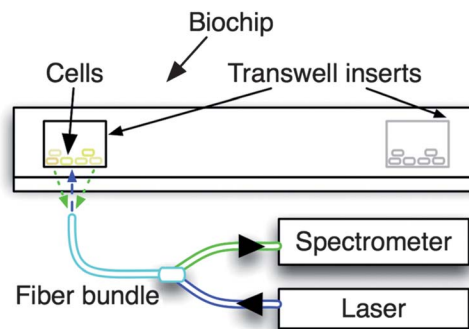 Biochip
Cells
Transwell inserts
Spectrometer
Fiber bundle
Laser